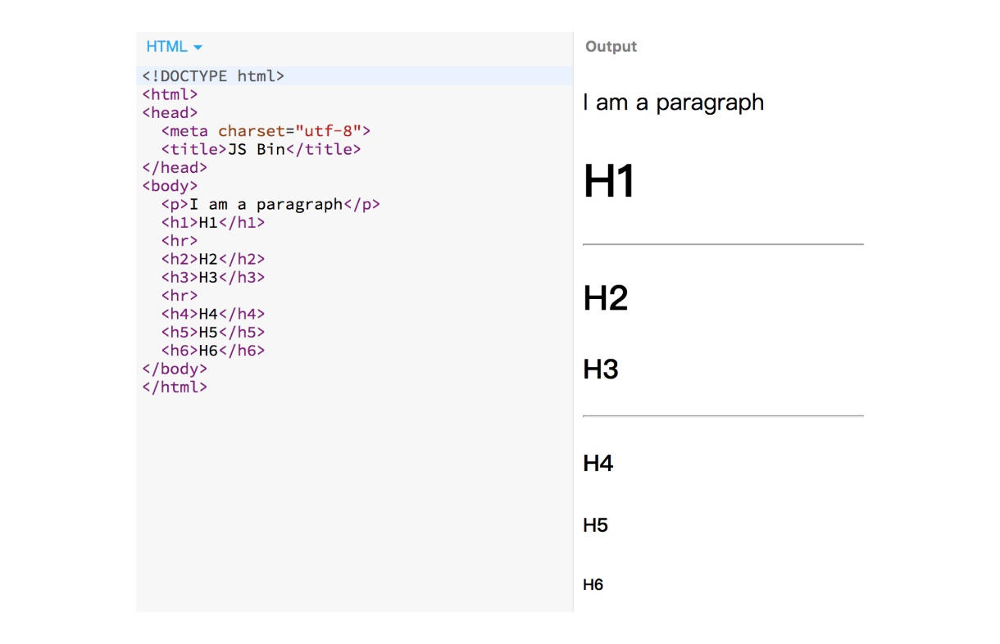 HTML
<!DOCTYPE html>
<html>
<head>
  <meta charset="utf-8">
  <title>JS Bin</title>
</head>
<body>
  <p>I am a paragraph</p>
  <h1>H1</h1>
  <hr>
  <h2>H2</h2>
  <h3>H3</h3>
  <hr>
  <h4>H4</h4>
  <h5>H5</h5>
  <h6>H6</h6>
</body>
</html>
Output
I am a paragraph
H1
H2
H3
H4
H5
H6